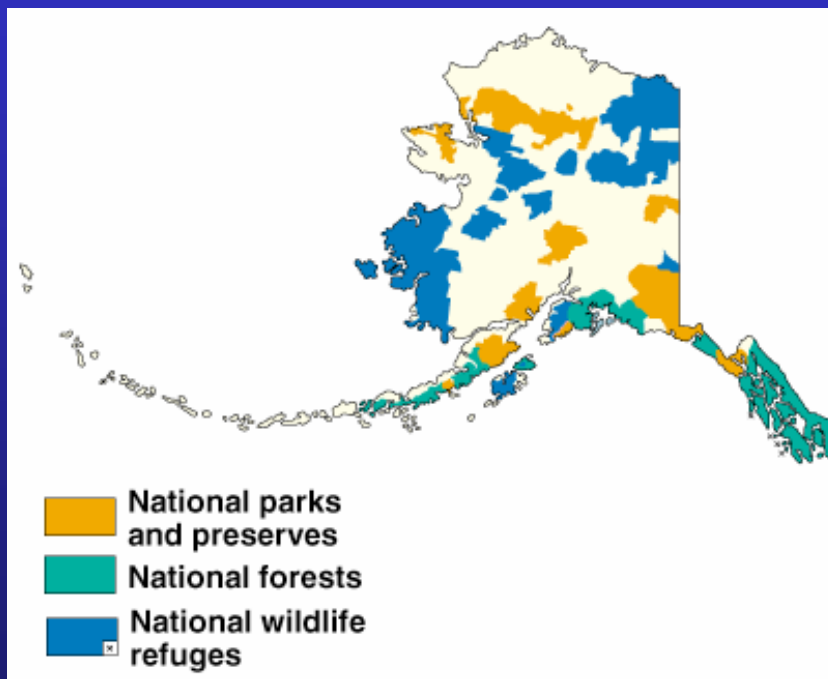 National parks
and preserves
National forests
National wildlife
refuges